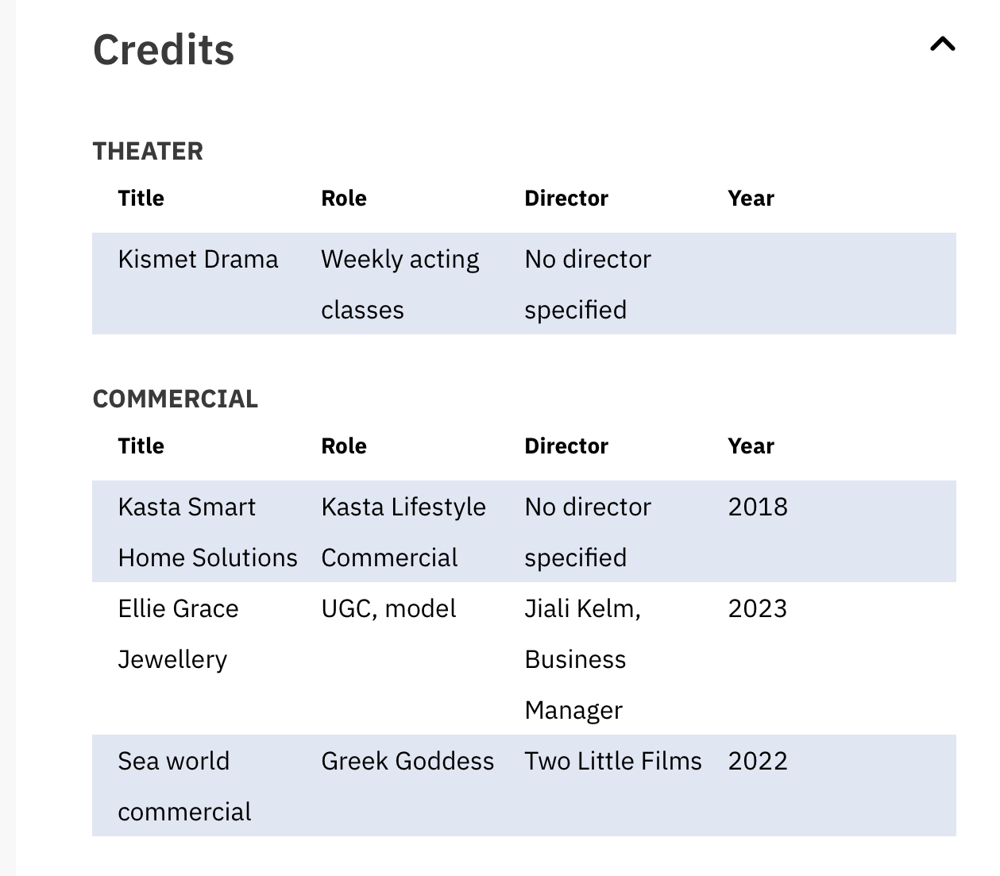 Credits
THEATER
Title Role Director Year
Kismet Drama Weekly acting No director
classes specified
COMMERCIAL
Title Role Director Year
Kasta Smart Kasta Lifestyle No director 2018
Home Solutions Commercial specified
Ellie Grace UGC, model Jiali Kelm, 2023
Jewellery Business
Manager
Sea world Greek Goddess Two Little Films 2022
commercial